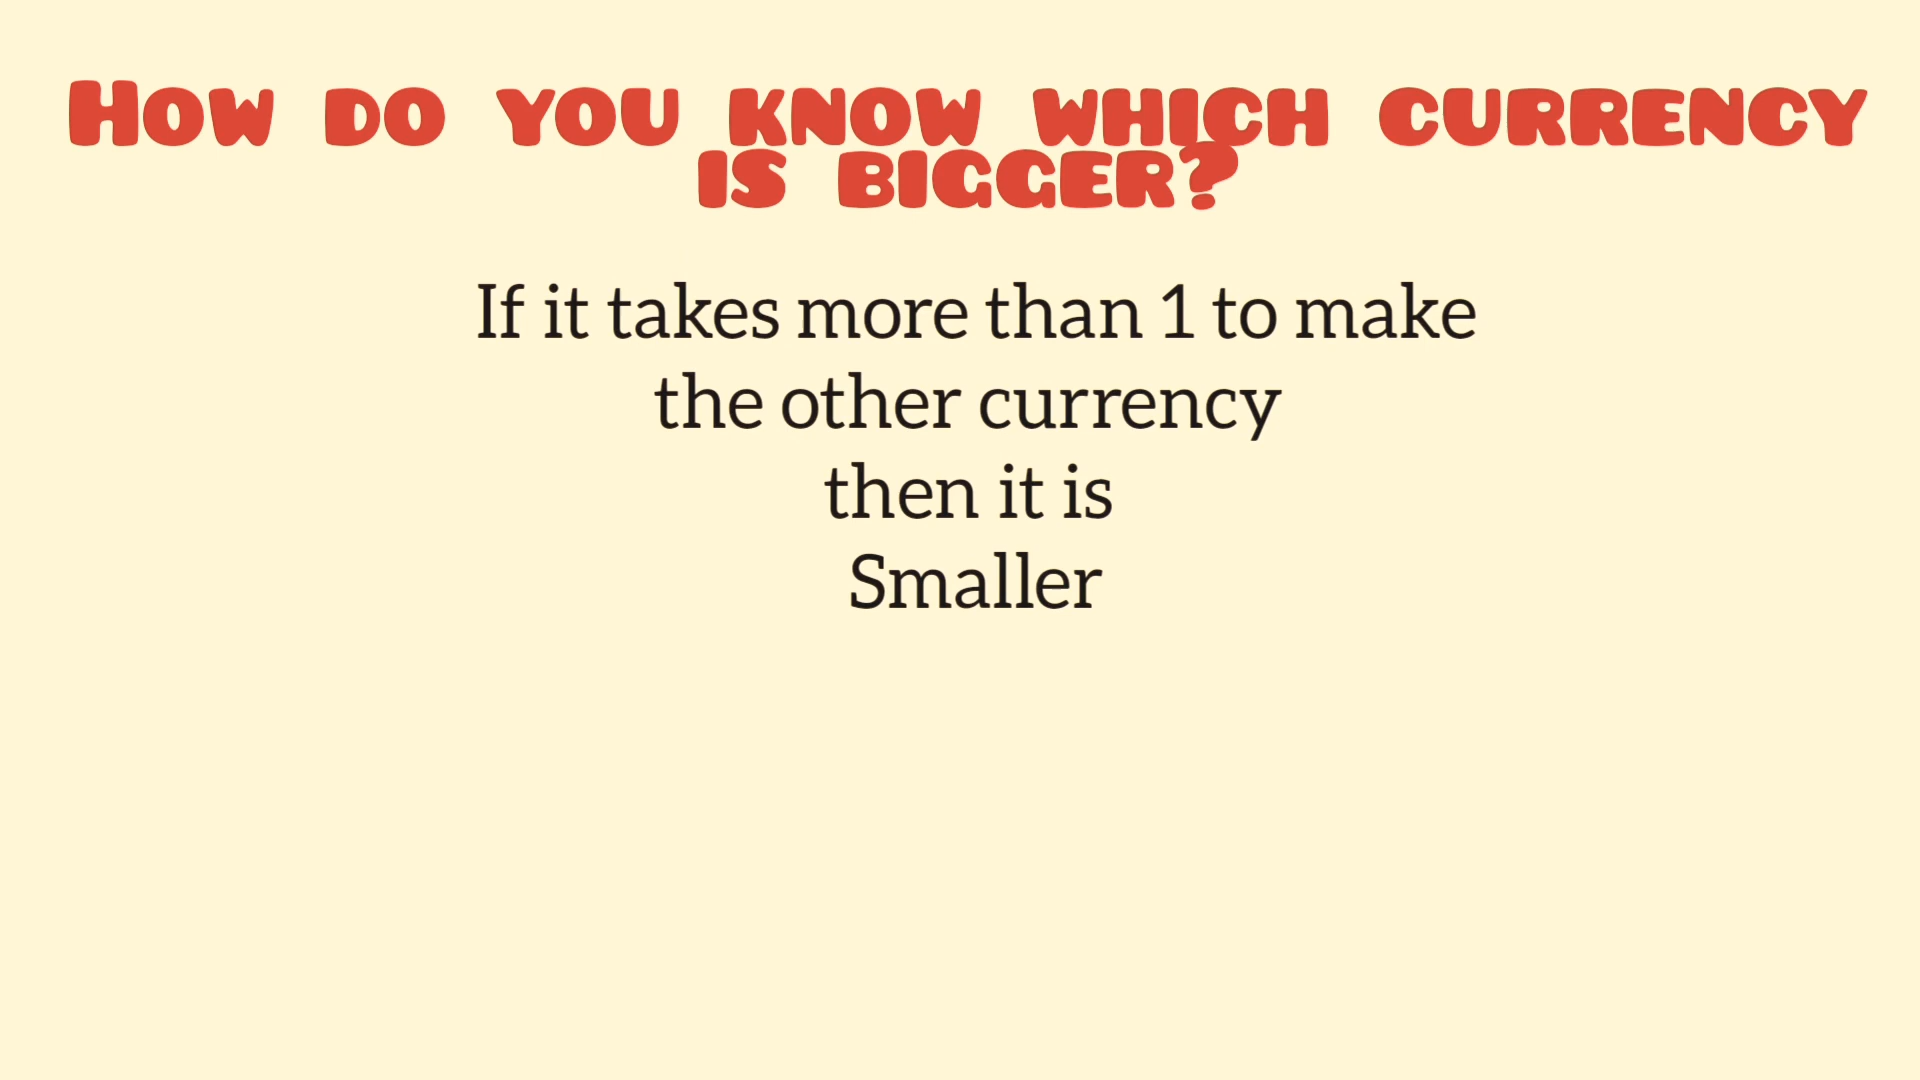 How do you know which currency
is bigger?
If it takes more than 1 to make
the other currency
then it is
Smaller